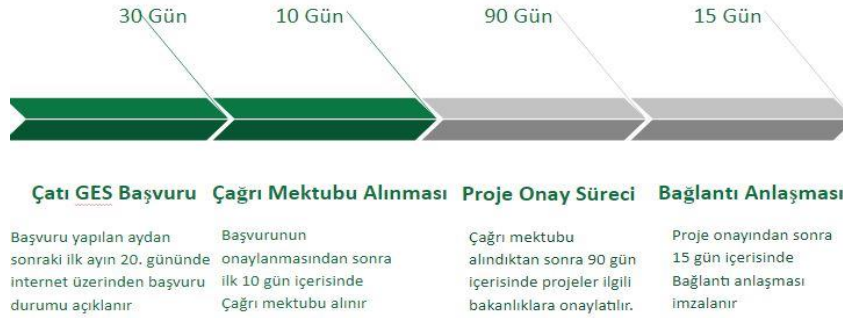 30 Gün
10 Gün
90 Gün
15 Gün
Çatı GES Başvuru
Başvuru yapılan aydan
sonraki ilk ayın 20. gününde
internet üzerinden başvuru
durumu açıklanır
Çağrı Mektubu Alınması
Başvurunun
onaylanmasından sonra
ilk 10 gün içerisinde
Çağrı mektubu alınır
Proje Onay Süreci
Çağrı mektubu
alındıktan sonra 90 gün
içerisinde projeler ilgili
bakanlıklara onaylatılır.
Bağlantı Anlaşması
Proje onayından sonra
15 gün içerisinde
Bağlantı anlaşması
imzalanır